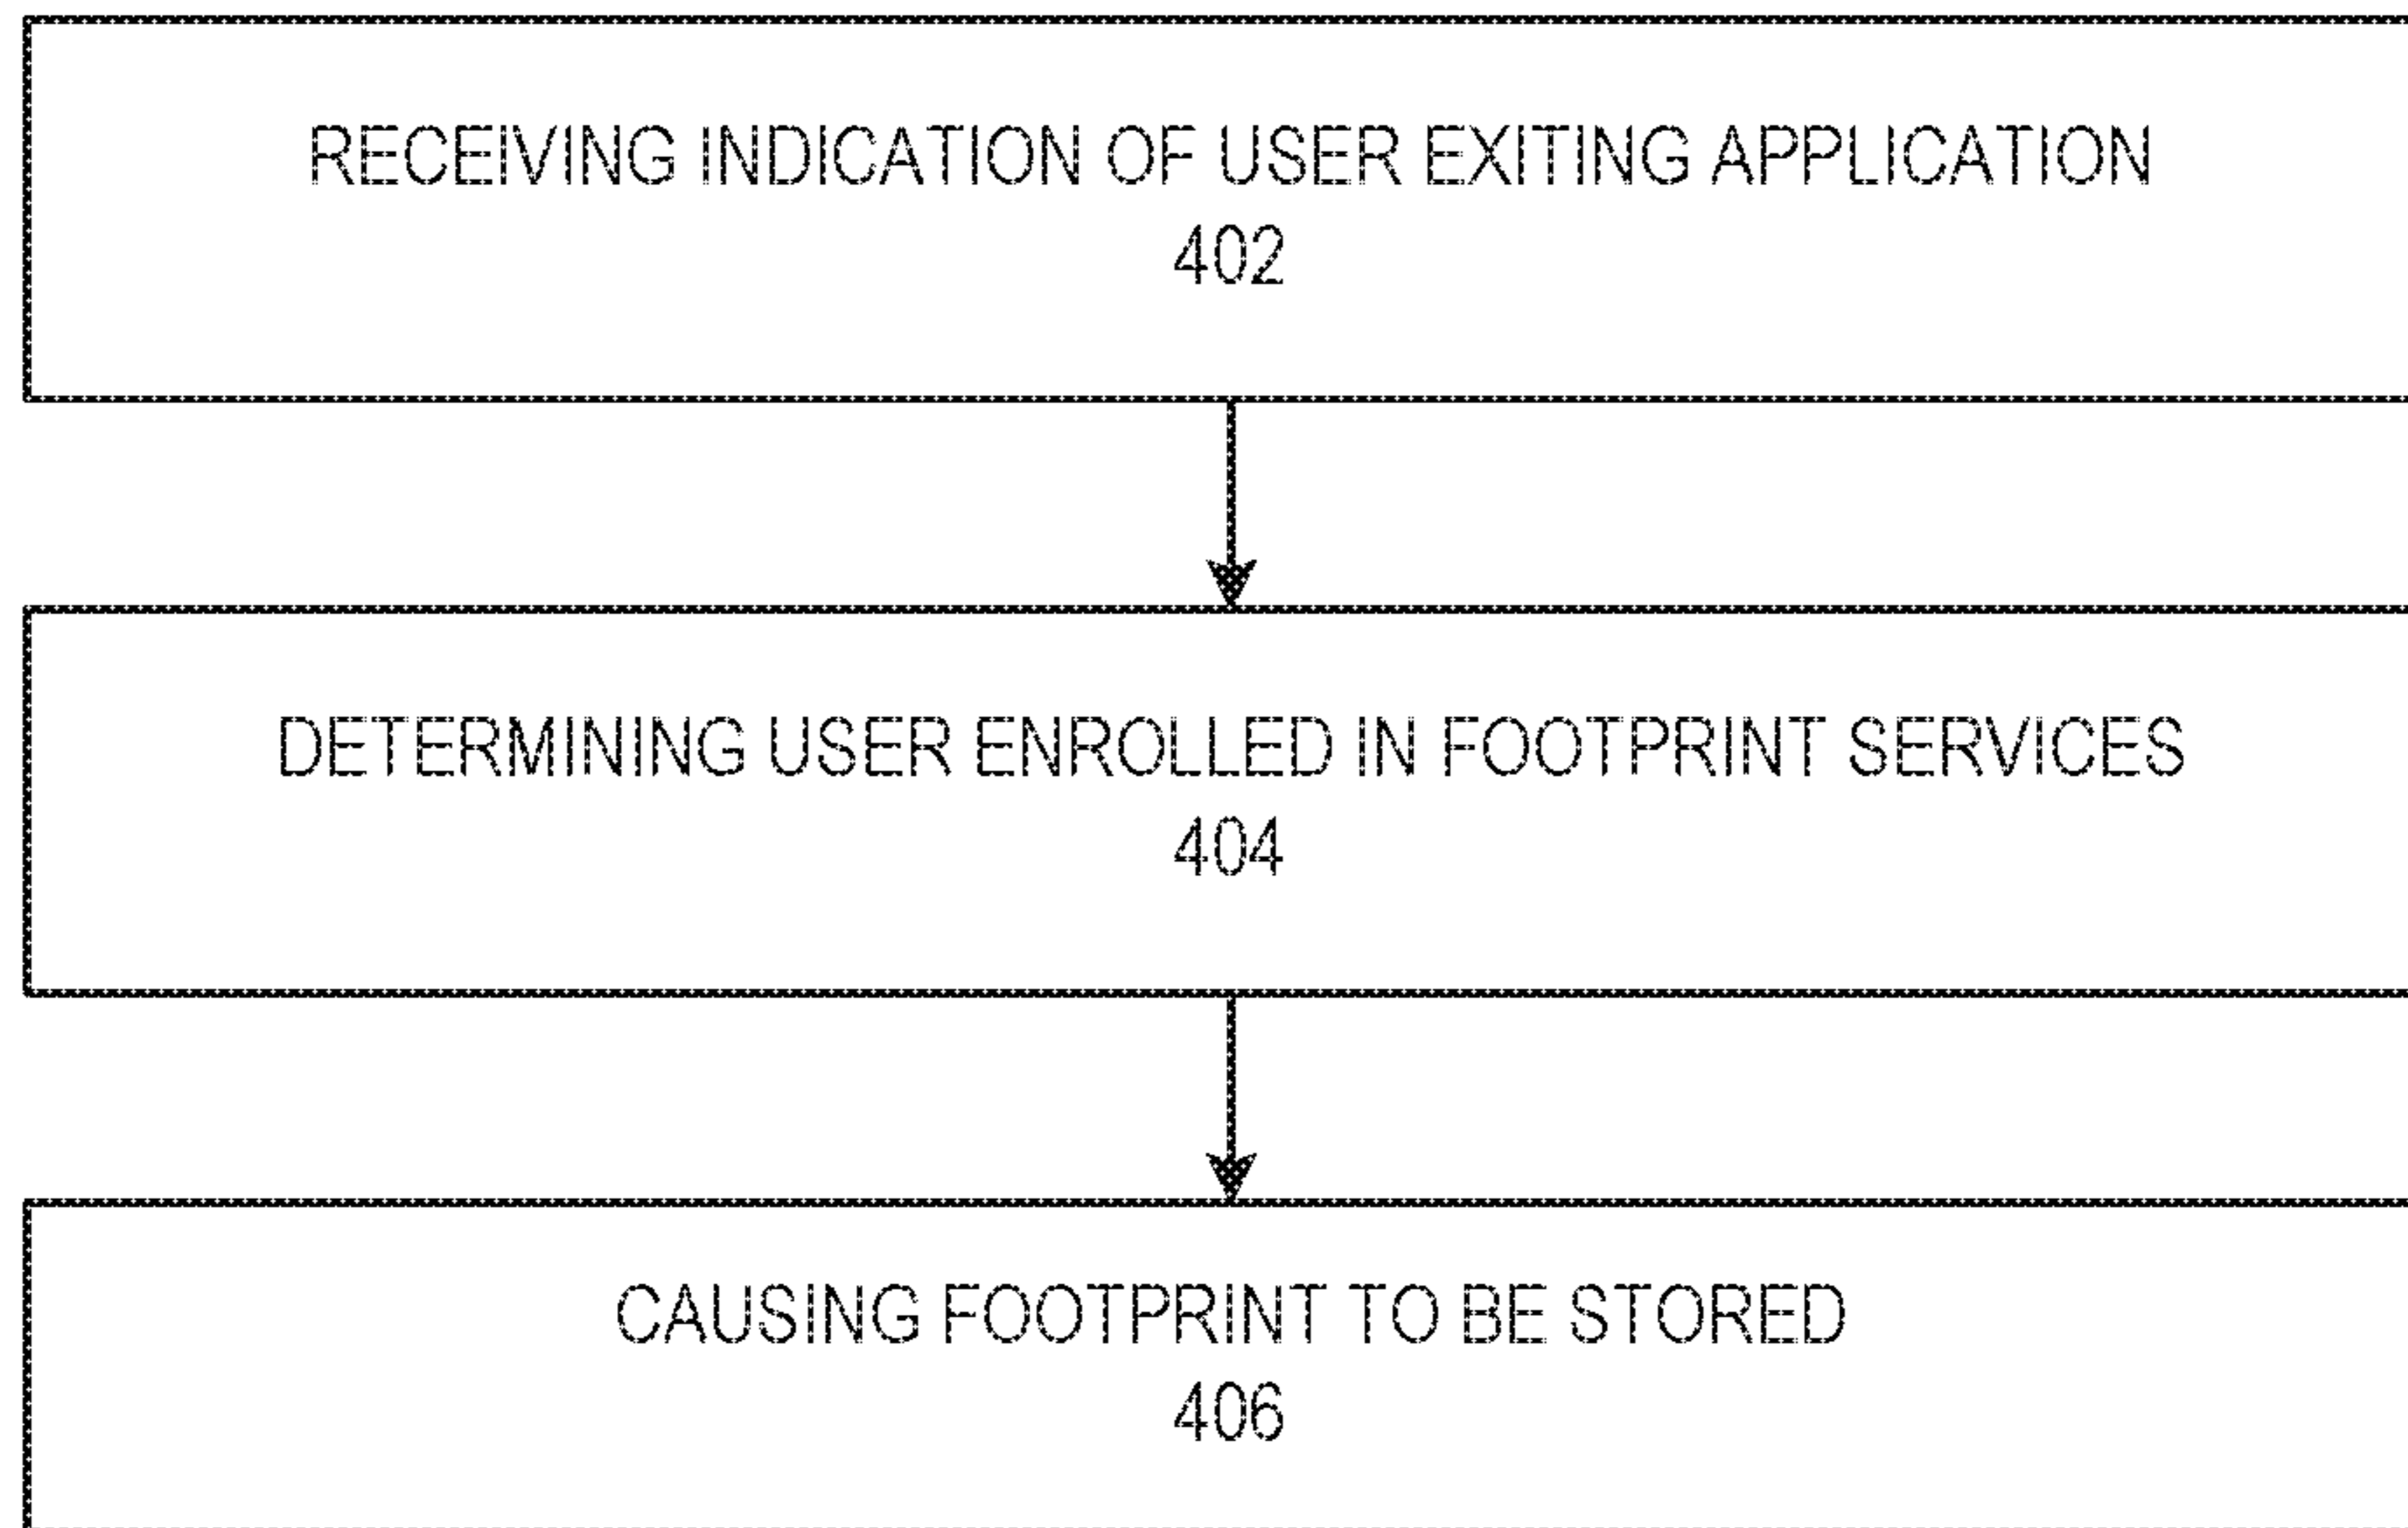 RECEIVING INDICATION OF USER EXITING APPLICATION
402
DETERMINING USER ENROLLED IN FOOTPRINT SERVICES
404
CAUSING FOOTPRINT TO BE STORED
406